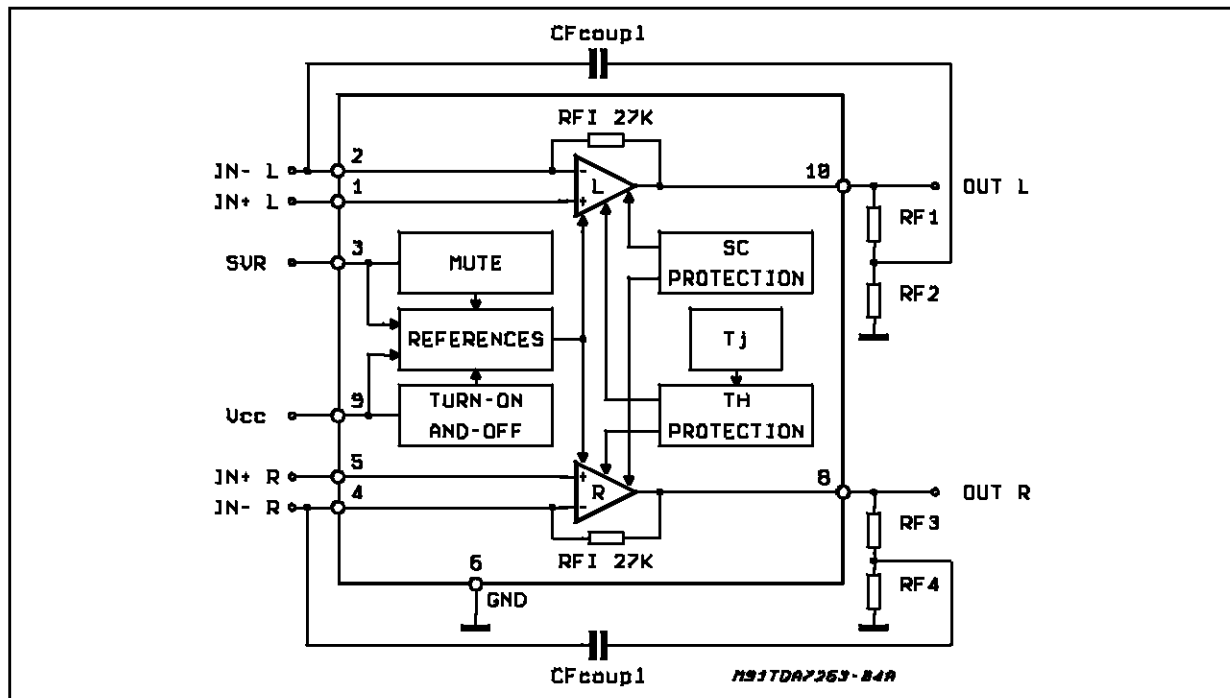 CFcoupl
RFI 27K
IN- L
2
IN+ L
1
L
-
+
10
OUT L
RF1
RF2
SVR
3
MUTE
SC
PROTECTION
REFERENCES
Tj
Vcc
9
TURN-ON
AND-OFF
TH
PROTECTION
IN+ R
5
IN- R
4
+
R
-
8
OUT R
RF3
RF4
RFI 27K
6
GND
CFcoupl
M91TDA7263-04A